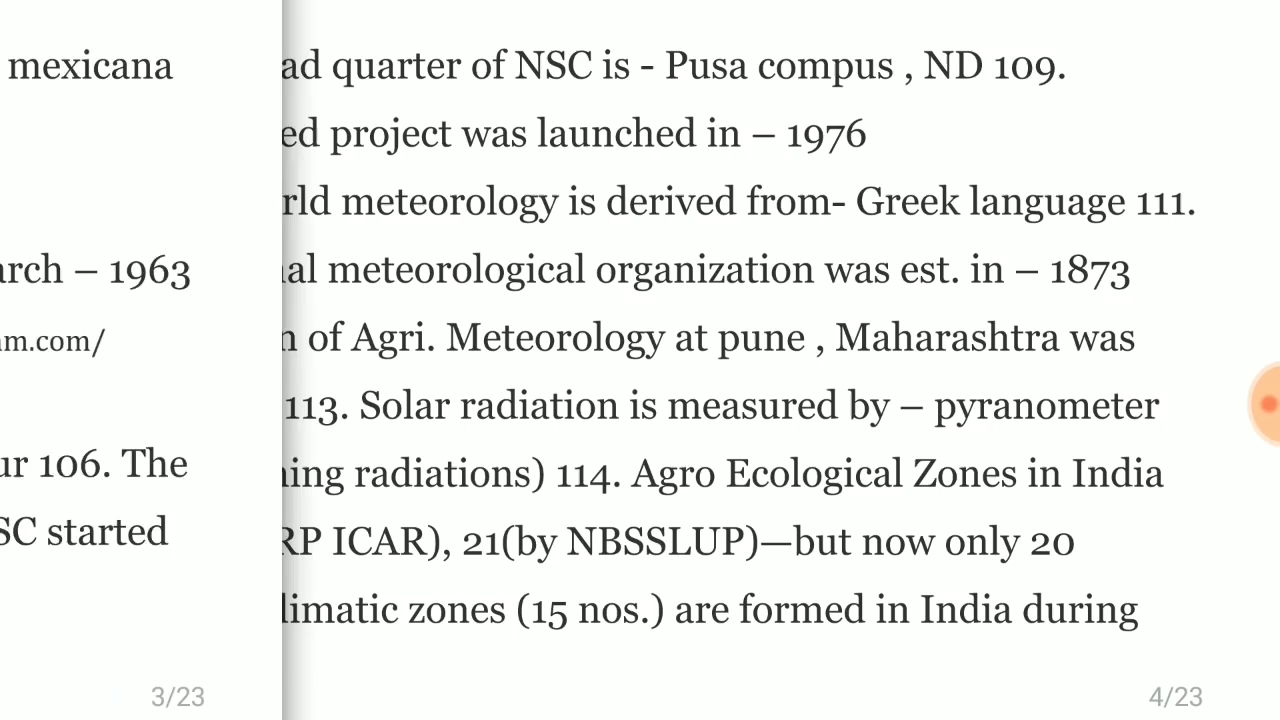 mexicana
arch – 1963
am.com/
ur 106. The
SC started
3/23
ad quarter of NSC is - Pusa compus , ND 109.
ed project was launched in – 1976
rld meteorology is derived from- Greek language 111.
nal meteorological organization was est. in – 1873
n of Agri. Meteorology at pune , Maharashtra was
113. Solar radiation is measured by – pyranometer
ning radiations) 114. Agro Ecological Zones in India
RP ICAR), 21(by NBSSLUP)—but now only 20
limatic zones (15 nos.) are formed in India during
4/23